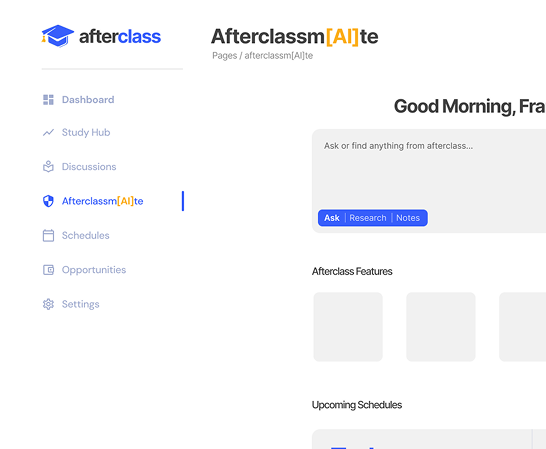 afterclass
Afterclassm[AI]te
Pages / afterclassm[AI]te
Dashboard
Study Hub
Discussions
Afterclassm[AI]te
Schedules
Opportunities
Settings
Good Morning, Fra
Ask or find anything from afterclass...
Ask | Research | Notes
Afterclass Features
Upcoming Schedules